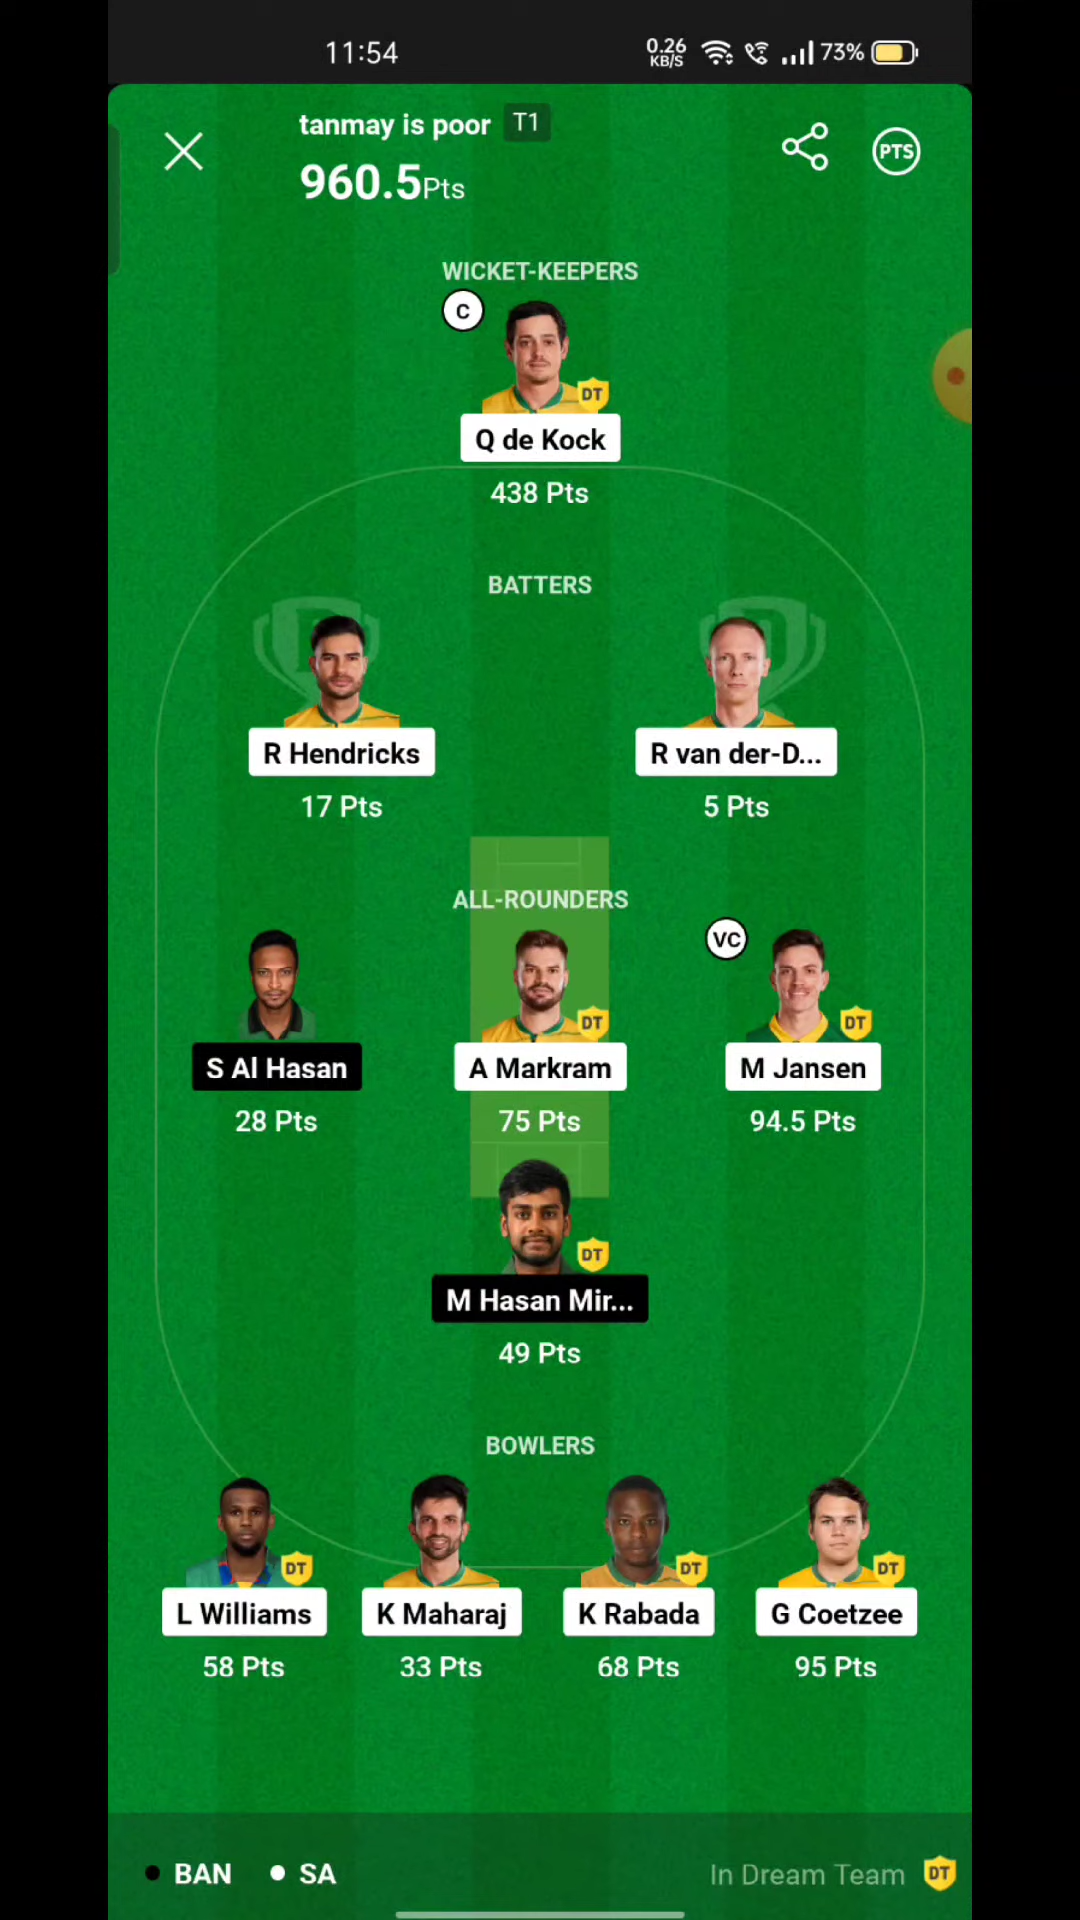 11:54
0.26 KB/S
73%
tanmay is poor T1
960.5Pts
PTS
WICKET-KEEPERS
C
DT
Q de Kock
438 Pts
BATTERS
R Hendricks
R van der-D...
17 Pts
5 Pts
ALL-ROUNDERS
VC
DT
DT
S Al Hasan
A Markram
M Jansen
28 Pts
75 Pts
94.5 Pts
DT
M Hasan Mir...
49 Pts
BOWLERS
DT
DT
DT
L Williams
K Maharaj
K Rabada
G Coetzee
58 Pts
33 Pts
68 Pts
95 Pts
BAN
SA
In Dream Team DT